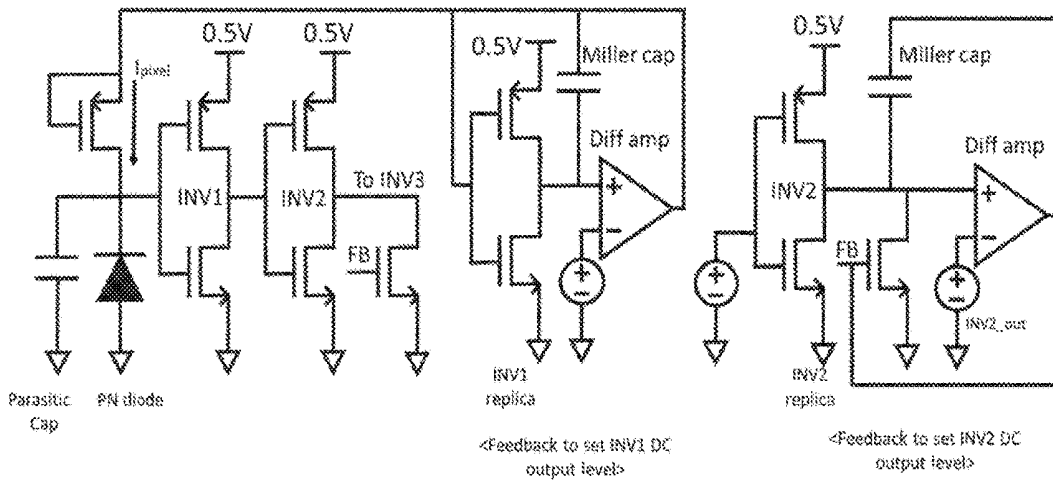 0.5V
0.5V
0.5V
0.5V
Miller cap
Miller cap
Ipixel
Diff amp
Diff amp
To INV3
INV1
INV2
INV2
FB
FB
+
−
+
−
+
−
+
−
+
−
INV2_out
Parasitic
Cap
PN diode
INV1
replica
INV2
replica
<Feedback to set INV1 DC
output level>
<Feedback to set INV2 DC
output level>